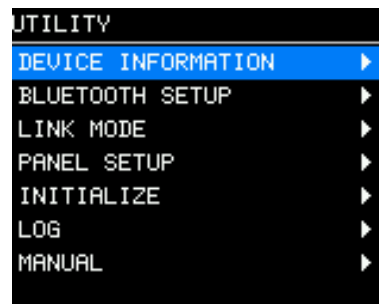 UTILITY
DEVICE INFORMATION
BLUETOOTH SETUP
LINK MODE
PANEL SETUP
INITIALIZE
LOG
MANUAL